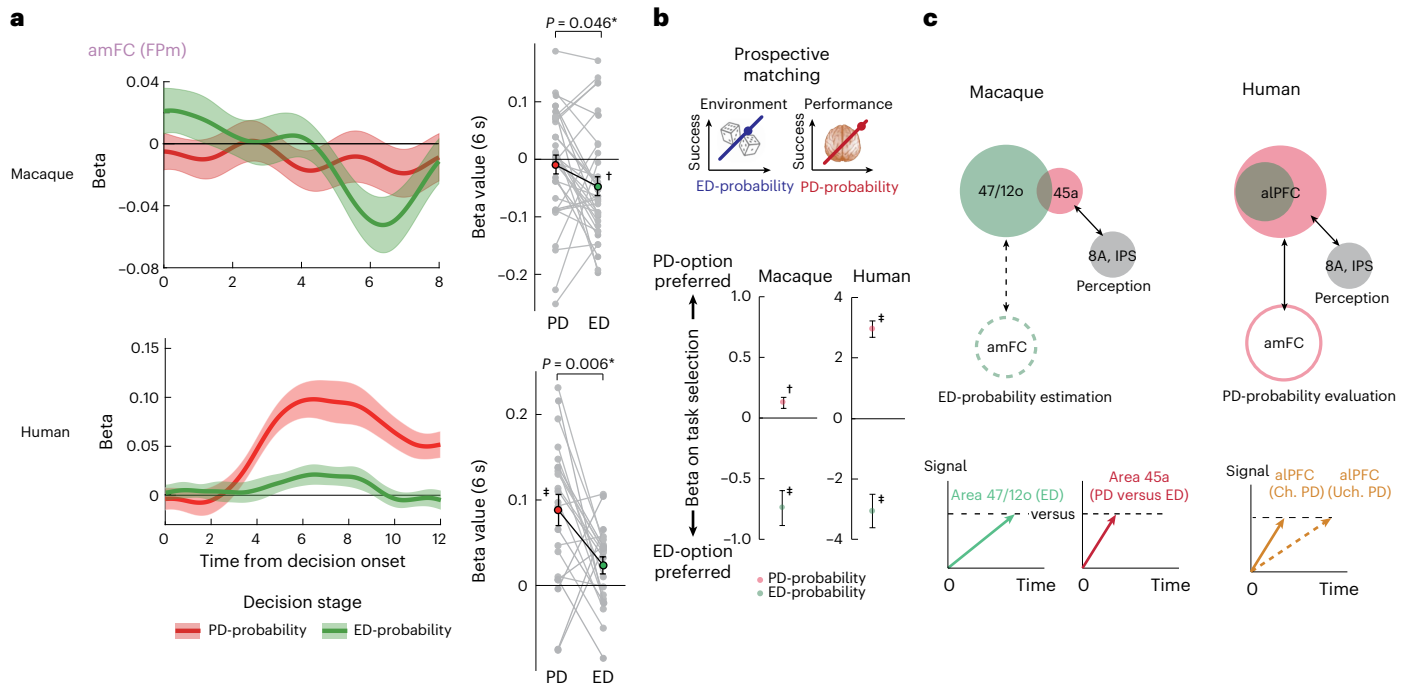 a
amFC (FPm)
Macaque
Beta
0.04
0
−0.04
−0.08
0 2 4 6 8
P = 0.046*
Beta value (6 s)
0.1
0
−0.1
−0.2
†
PD ED
Human
Beta
0.15
0.10
0.05
0
0 2 4 6 8 10 12
Time from decision onset
Decision stage
PD-probability ED-probability
P = 0.006*
Beta value (6 s)
0.2
0.1
0
‡
PD ED
b
Prospective
matching
Environment Performance
Success Success
ED-probability PD-probability
PD-option
preferred
Beta on task selection
ED-option
preferred
Macaque Human
1.0
0.5
0
−0.5
−1.0
†
‡
4
2
0
−2
−4
‡
‡
PD-probability
ED-probability
c
Macaque
47/12o 45a
8A, IPS
Perception
amFC
ED-probability estimation
Human
alPFC
8A, IPS
Perception
amFC
PD-probability evaluation
Signal
Area 47/12o (ED)
versus
Area 45a
(PD versus ED)
0 Time
0 Time
Signal
alPFC
(Ch. PD)
alPFC
(Uch. PD)
0 Time